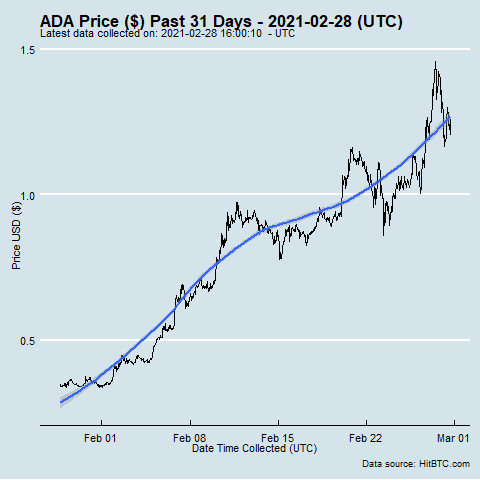 ADA Price ($) Past 31 Days - 2021-02-28 (UTC)
Latest data collected on: 2021-02-28 16:00:10 - UTC
1.5
1.0
0.5
Price USD ($)
Feb 01
Feb 08
Feb 15
Feb 22
Mar 01
Date Time Collected (UTC)
Data source: HitBTC.com